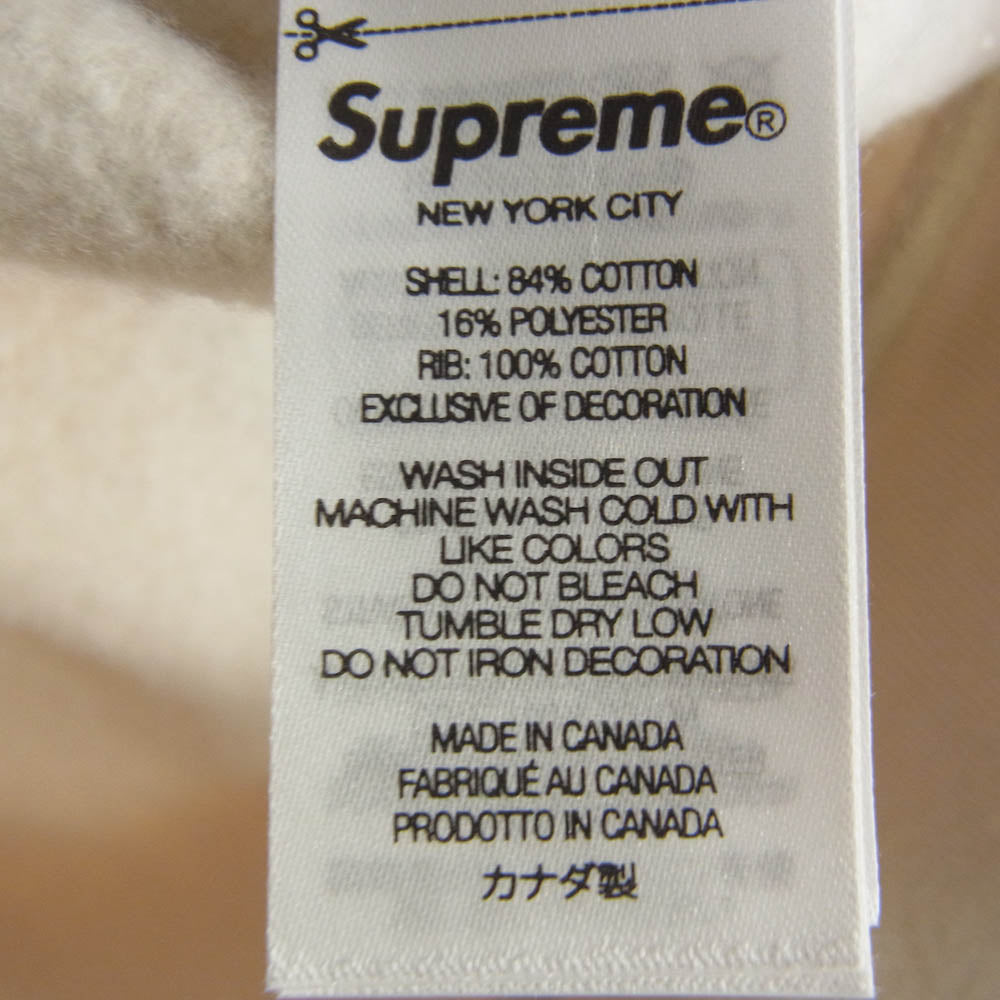 Supreme®
NEW YORK CITY
SHELL: 84% COTTON
16% POLYESTER
RIB: 100% COTTON
EXCLUSIVE OF DECORATION
WASH INSIDE OUT
MACHINE WASH COLD WITH
LIKE COLORS
DO NOT BLEACH
TUMBLE DRY LOW
DO NOT IRON DECORATION
MADE IN CANADA
FABRIQUÉ AU CANADA
PRODOTTO IN CANADA
カナダ製